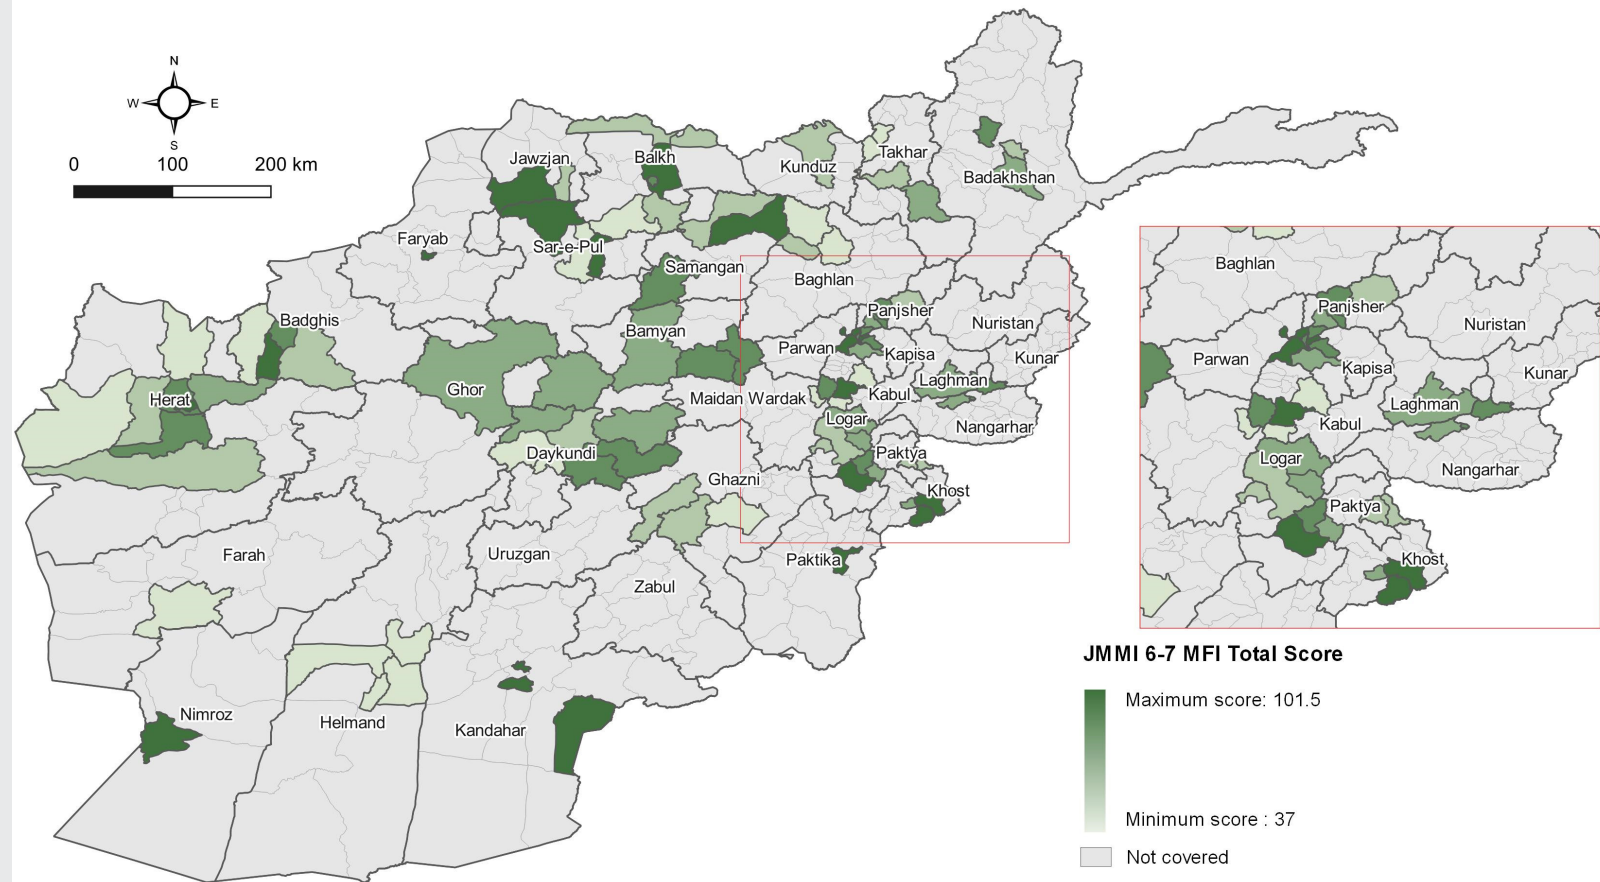 N
W E
S
0 100 200 km
Jawzjan
Balkh
Kunduz
Takhar
Badakhshan
Faryab
Sar-e-Pul
Samangan
Baghlan
Badghis
Bamyan
Panjsher
Nuristan
Parwan
Kapisa
Kunar
Herat
Ghor
Maidan Wardak
Kabul
Laghman
Logar
Nangarhar
Daykundi
Paktya
Ghazni
Khost
Farah
Uruzgan
Paktika
Zabul
Nimroz
Helmand
Kandahar
Baghlan
Panjsher
Nuristan
Parwan
Kapisa
Kunar
Laghman
Kabul
Logar
Nangarhar
Paktya
Khost
JMMI 6-7 MFI Total Score
Maximum score: 101.5
Minimum score : 37
Not covered